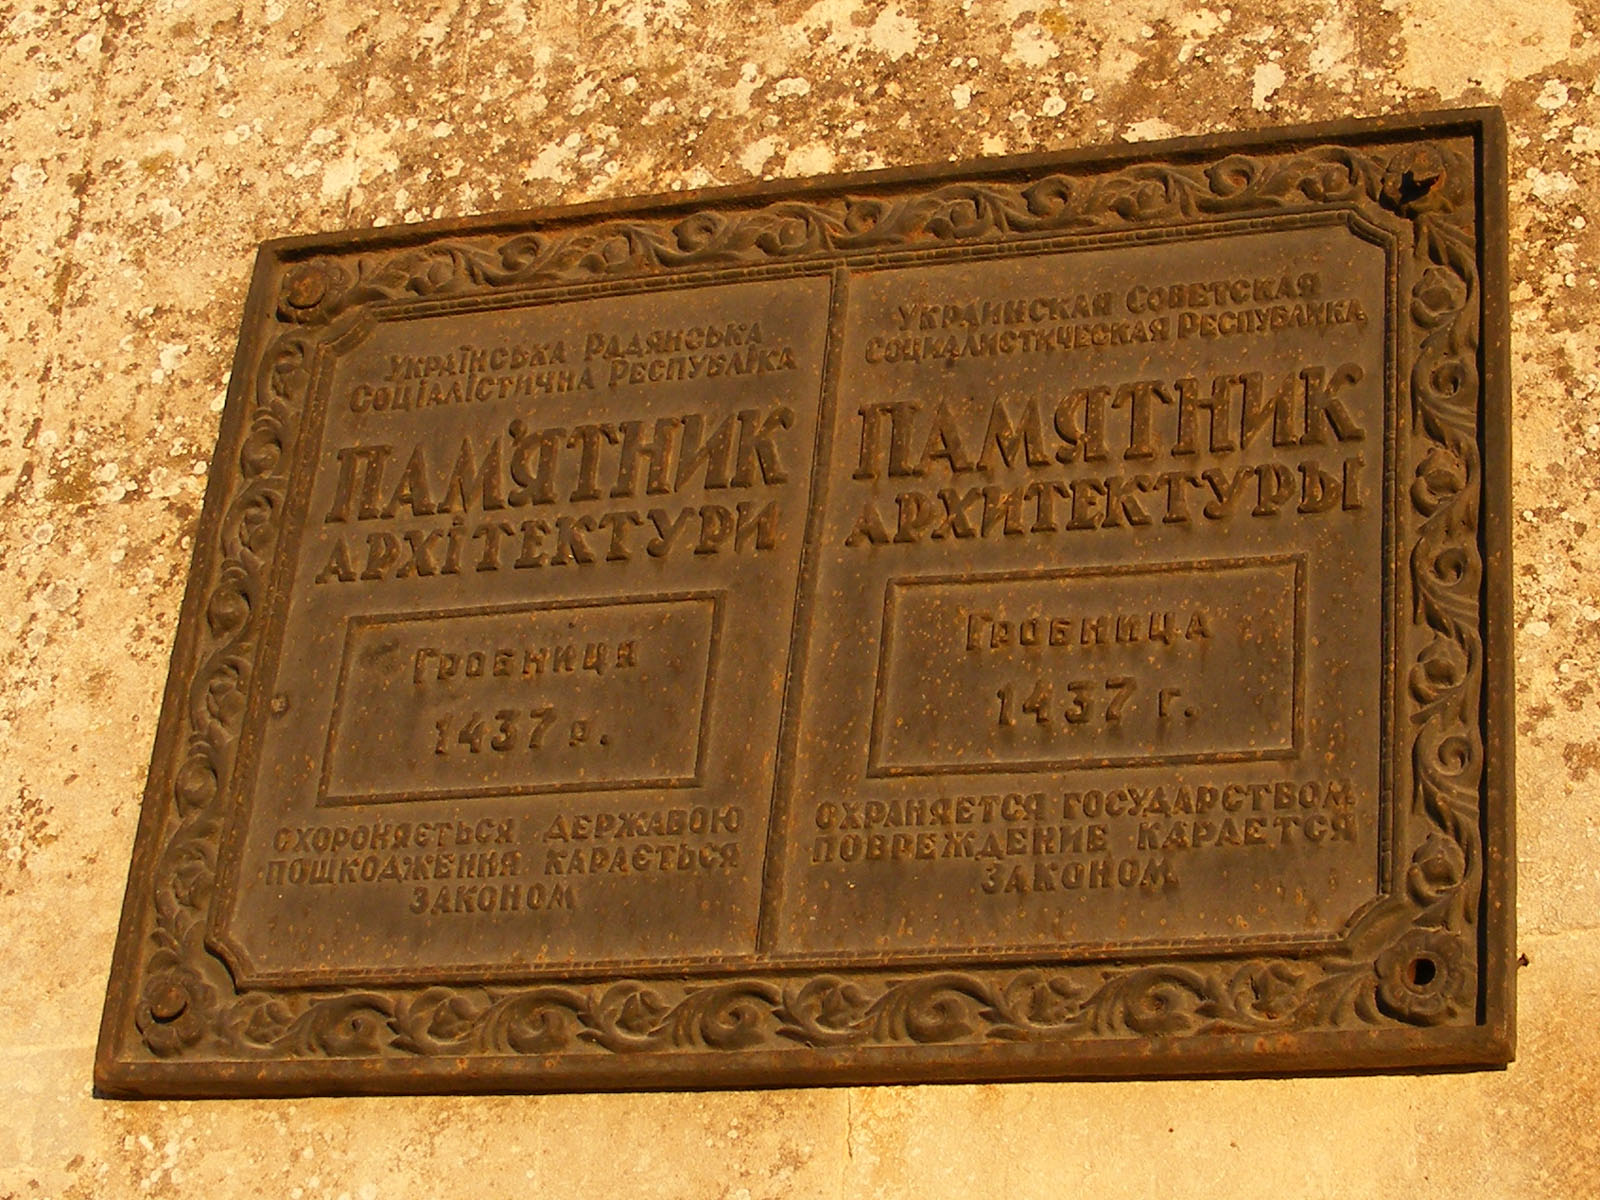 Українська Радянська
Соціалістична Республіка
Пам'ятник
архітектури
Гробниця
1437 р.
охороняється державою
пошкодження карається
законом
Украинская Советская
Социалистическая Республика
Памятник
архитектуры
Гробница
1437 г.
охраняется государством
повреждение карается
законом